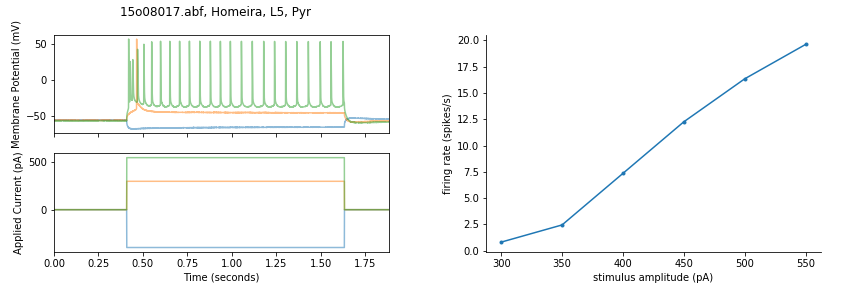 15o08017.abf, Homeira, L5, Pyr
Membrane Potential (mV)
50
0
−50
Applied Current (pA)
500
0
0.00 0.25 0.50 0.75 1.00 1.25 1.50 1.75
Time (seconds)
firing rate (spikes/s)
20.0
17.5
15.0
12.5
10.0
7.5
5.0
2.5
0.0
300 350 400 450 500 550
stimulus amplitude (pA)